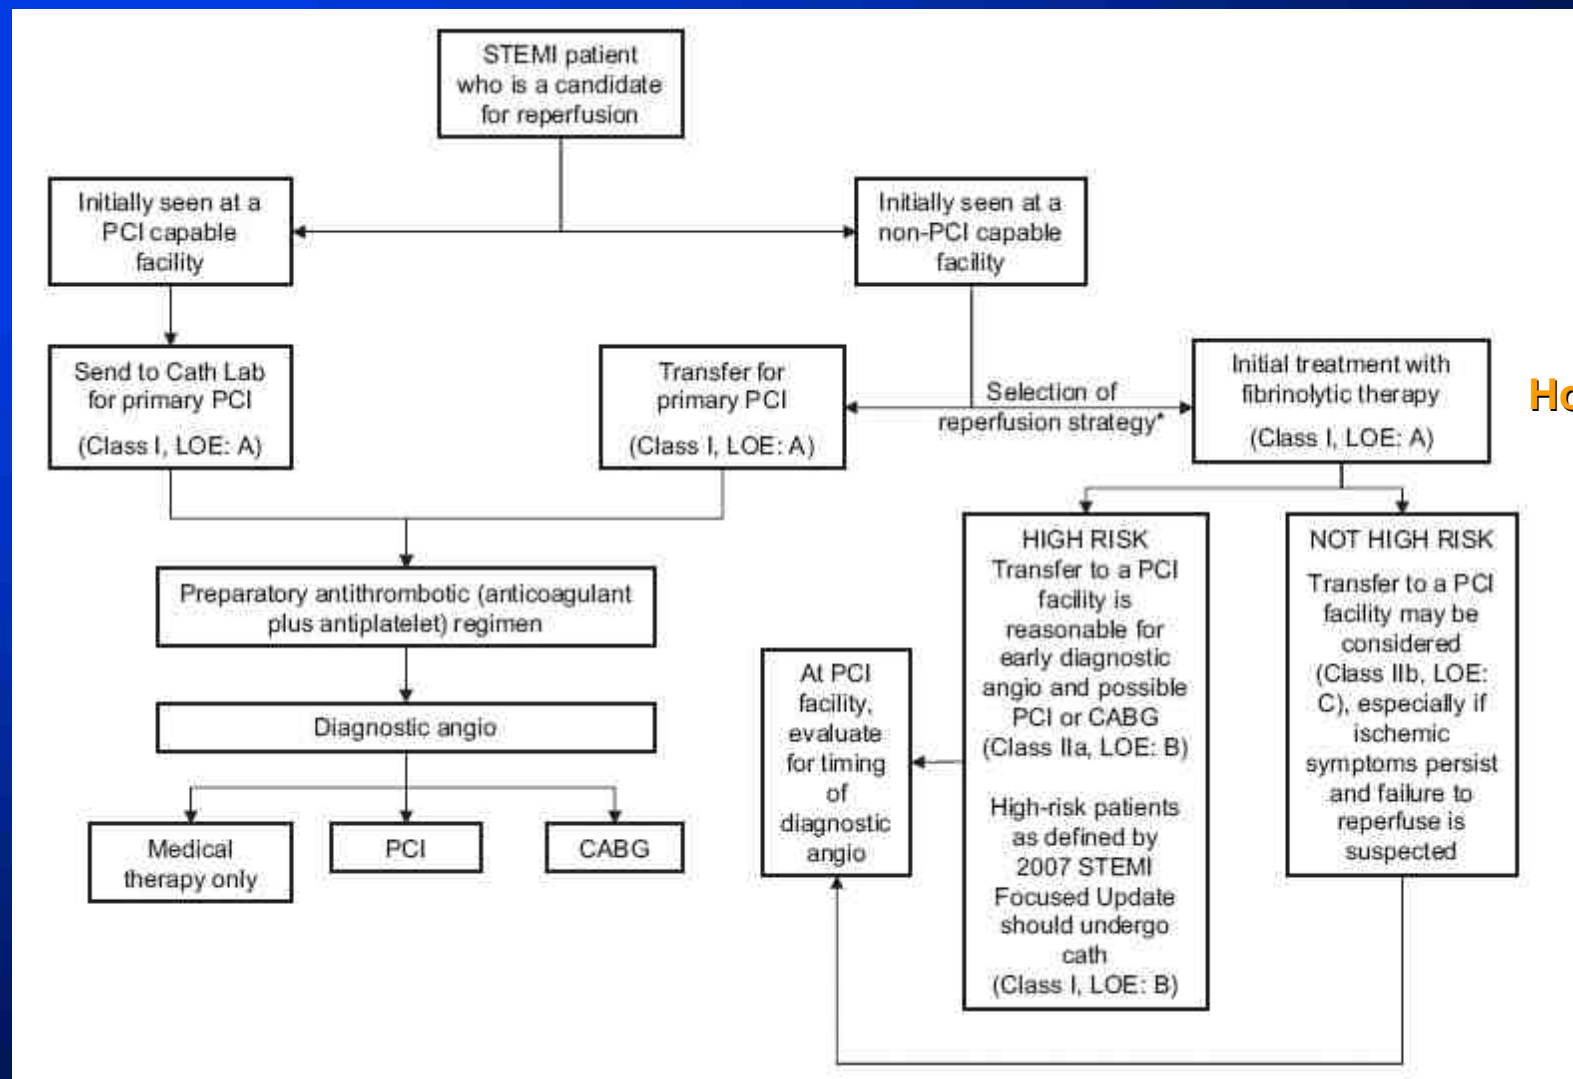 STEMI patient
who is a candidate
for reperfusion
Initially seen at a
PCI capable
facility
Initially seen at a
non-PCI capable
facility
Send to Cath Lab
for primary PCI
(Class I, LOE: A)
Transfer for
primary PCI
(Class I, LOE: A)
Selection of
reperfusion strategy*
Initial treatment with
fibrinolytic therapy
(Class I, LOE: A)
Ho
Preparatory antithrombotic (anticoagulant
plus antiplatelet) regimen
Diagnostic angio
Medical
therapy only
PCI
CABG
At PCI
facility,
evaluate
for timing
of
diagnostic
angio
HIGH RISK
Transfer to a PCI
facility is
reasonable for
early diagnostic
angio and possible
PCI or CABG
(Class IIa, LOE: B)
High-risk patients
as defined by
2007 STEMI
Focused Update
should undergo
cath
(Class I, LOE: B)
NOT HIGH RISK
Transfer to a PCI
facility may be
considered
(Class IIb, LOE:
C), especially if
ischemic
symptoms persist
and failure to
reperfuse is
suspected